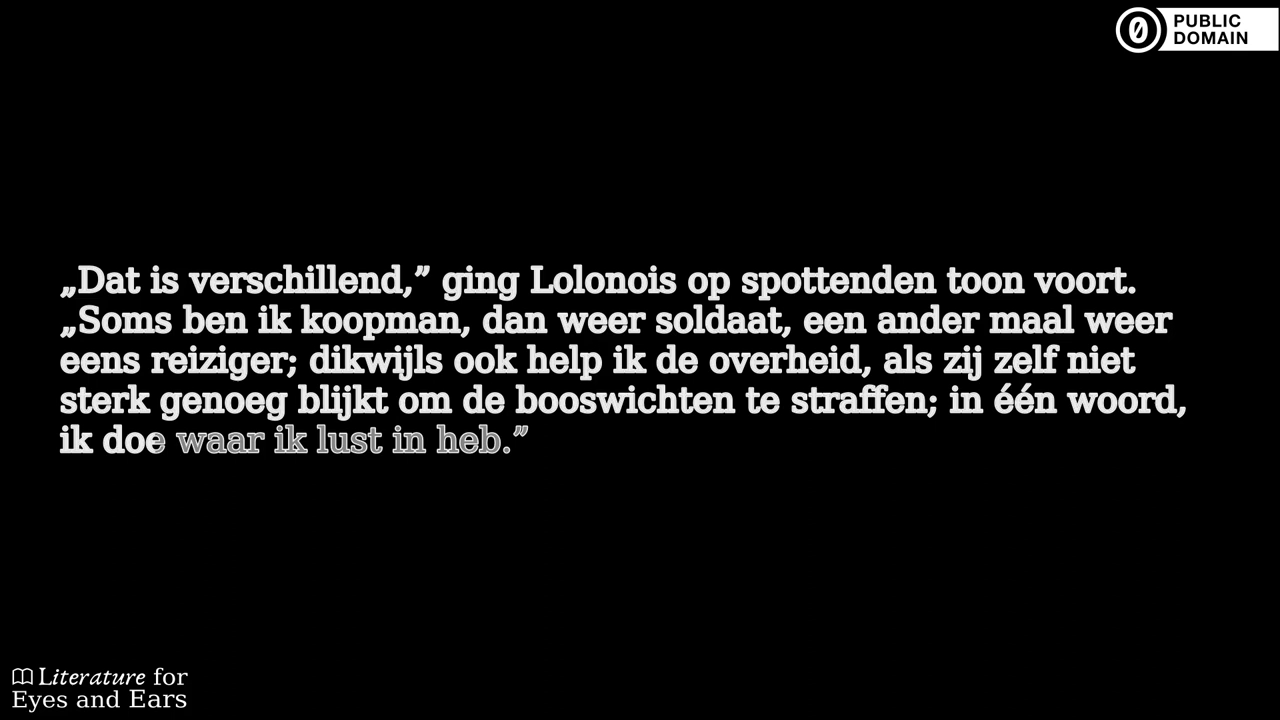 PUBLIC
DOMAIN
„Dat is verschillend,” ging Lolonois op spottenden toon voort.
„Soms ben ik koopman, dan weer soldaat, een ander maal weer
eens reiziger; dikwijls ook help ik de overheid, als zij zelf niet
sterk genoeg blijkt om de booswichten te straffen; in één woord,
ik doe waar ik lust in heb.”
Literature for
Eyes and Ears